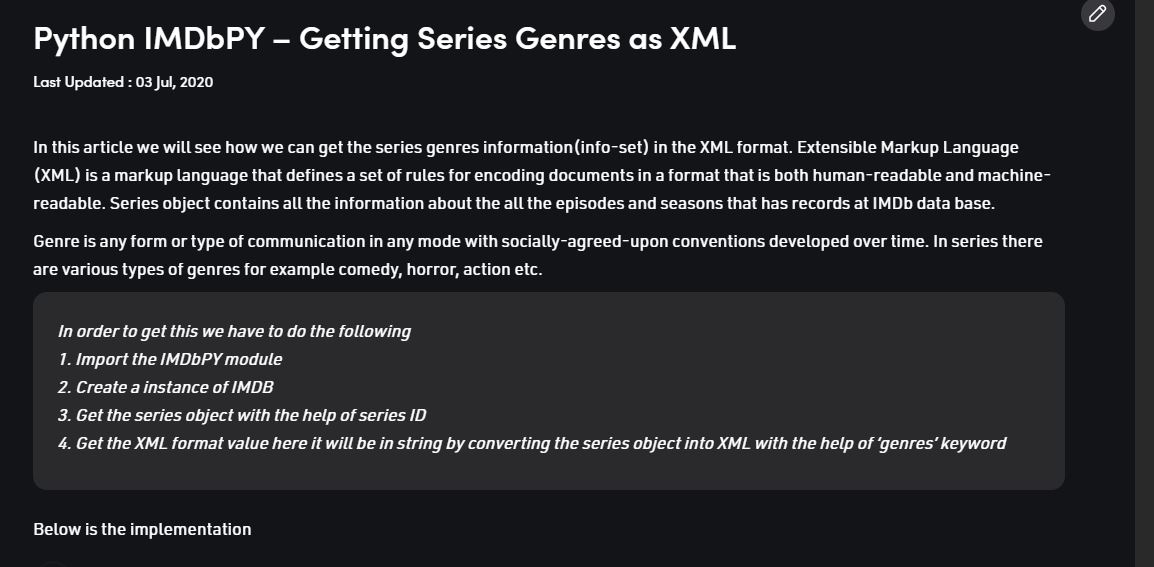 Python IMDbPY – Getting Series Genres as XML
Last Updated : 03 Jul, 2020
In this article we will see how we can get the series genres information(info-set) in the XML format. Extensible Markup Language
(XML) is a markup language that defines a set of rules for encoding documents in a format that is both human-readable and machine-
readable. Series object contains all the information about the all the episodes and seasons that has records at IMDb data base.
Genre is any form or type of communication in any mode with socially-agreed-upon conventions developed over time. In series there
are various types of genres for example comedy, horror, action etc.
In order to get this we have to do the following
1. Import the IMDbPY module
2. Create a instance of IMDB
3. Get the series object with the help of series ID
4. Get the XML format value here it will be in string by converting the series object into XML with the help of ‘genres’ keyword
Below is the implementation